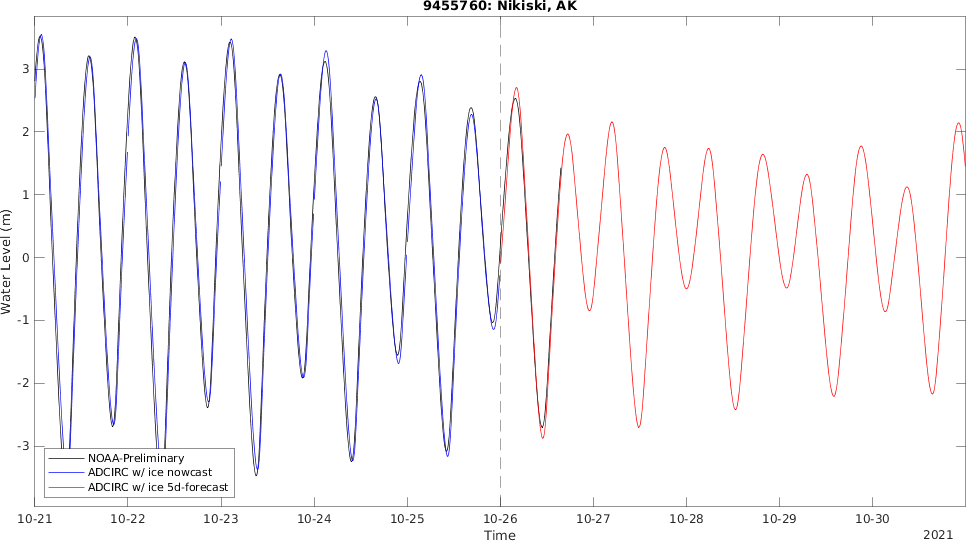 9455760: Nikiski, AK
Water Level (m)
3
2
1
0
-1
-2
-3
NOAA-Preliminary
ADCIRC w/ ice nowcast
ADCIRC w/ ice 5d-forecast
10-21 10-22 10-23 10-24 10-25 10-26 10-27 10-28 10-29 10-30
Time
2021